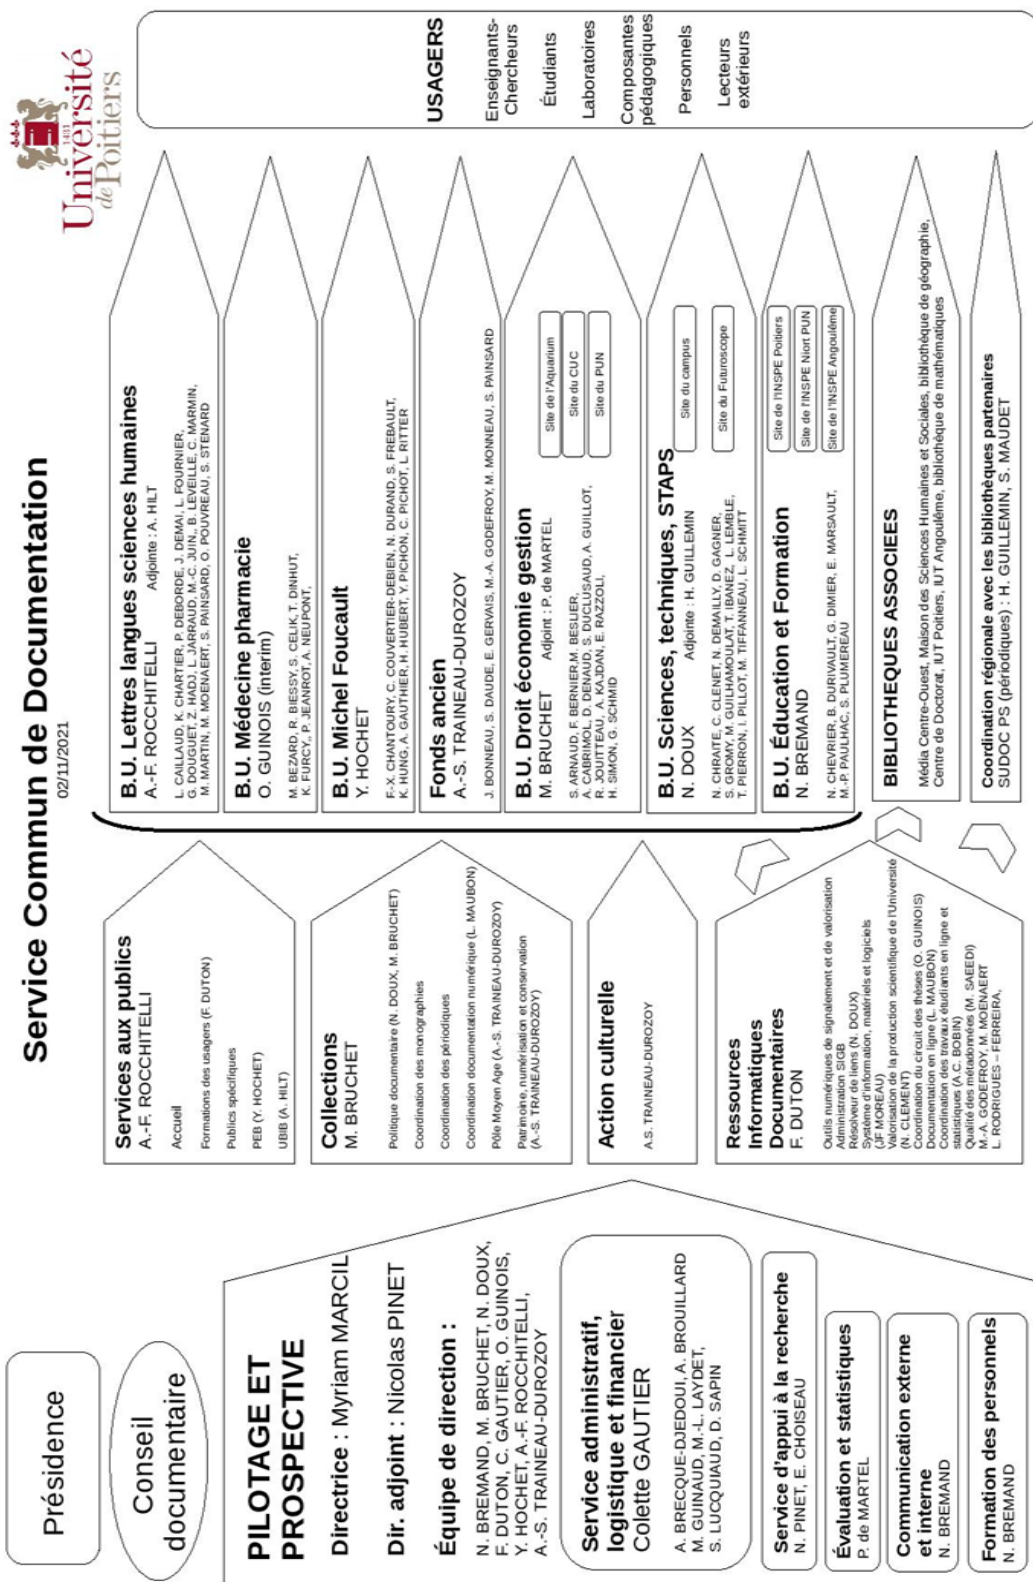 Service Commun de Documentation
02/11/2021
1431
Université
de Poitiers
Présidence
Conseil
documentaire
PILOTAGE ET
PROSPECTIVE
Directrice : Myriam MARCIL
Dir. adjoint : Nicolas PINET
Équipe de direction :
N. BREMAND, M. BRUCHET, N. DOUX,
F. DUTON, C. GAUTIER, O. GUINOIS,
Y. HOCHET, A.-F. ROCCHITELLI,
A.-S. TRAINEAU-DUROZOY
Service administratif,
logistique et financier
Colette GAUTIER
A. BRECQUE-DJEDOUI, A. BROUILLARD
M. GUINAUD, M.-L. LAYDET,
S. LUCQUIAUD, D. SAPIN
Service d'appui à la recherche
N. PINET, E. CHOISEAU
Évaluation et statistiques
P. de MARTEL
Communication externe
et interne
N. BREMAND
Formation des personnels
N. BREMAND
Services aux publics
A.-F. ROCCHITELLI
Accueil
Formations des usagers (F. DUTON)
Publics spécifiques
PEB (Y. HOCHET)
UBIB (A. HILT)
Collections
M. BRUCHET
Politique documentaire (N. DOUX, M. BRUCHET)
Coordination des monographies
Coordination des périodiques
Coordination documentation numérique (L. MAUBON)
Pôle Moyen Age (A.-S. TRAINEAU-DUROZOY)
Patrimoine, numérisation et conservation
(A.-S. TRAINEAU-DUROZOY)
Action culturelle
A.S. TRAINEAU-DUROZOY
Ressources
Informatiques
Documentaires
F. DUTON
Outils numériques de signalement et de valorisation
Administration SIGB
Résolveur de liens (N. DOUX)
Système d'information, matériels et logiciels
(JF MOREAU)
Valorisation de la production scientifique de l'Université
(N. CLEMENT)
Coordination du circuit des thèses (O. GUINOIS)
Documentation en ligne (L. MAUBON)
Coordination des travaux étudiants en ligne et
statistiques (A.C. BOBIN)
Qualité des métadonnées (M. SAEEDI)
M.-A. GODEFROY, M. MOENAERT
L. RODRIGUES – FERREIRA,
B.U. Lettres langues sciences humaines
A.-F. ROCCHITELLI Adjointe : A. HILT
L. CAILLAUD, K. CHARTIER, P. DEBORDE, J. DEMAI, L. FOURNIER,
G. DOUGUET, Z. HADJ, L. JARRAUD, M.-C. JUIN, B. LEVEILLE, C. MARMIN,
M. MARTIN, M. MOENAERT, S. PAINSARD, O. POUVREAU, S. STENARD
B.U. Médecine pharmacie
O. GUINOIS (interim)
M. BEZARD, R. BIESSY, S. CELIK, T. DINHUT,
K. FURCY,, P. JEANROT, A. NEUPONT,
B.U. Michel Foucault
Y. HOCHET
F.-X. CHANTOURY, C. COUVERTIER-DEBIEN, N. DURAND, S. FREBAULT,
K. HUNG, A. GAUTHIER, H. HUBERT, Y. PICHON, C. PICHOT, L. RITTER
Fonds ancien
A.-S. TRAINEAU-DUROZOY
J. BONNEAU, S. DAUDE, E. GERVAIS, M.-A. GODEFROY, M. MONNEAU, S. PAINSARD
B.U. Droit économie gestion
M. BRUCHET Adjoint : P. de MARTEL
S. ARNAUD, F. BERNIER,M. BESLIER,
A. CABRIMOL, D. DENAUD, S. DUCLUSAUD, A. GUILLOT,
R. JOUITTEAU, A. KAJDAN, E. RAZZOLI,
H. SIMON, G. SCHMID
Site de l'Aquarium
Site du CUC
Site du PUN
B.U. Sciences, techniques, STAPS
N. DOUX Adjointe : H. GUILLEMIN
N. CHRAITE, C. CLENET, N. DEMAILLY, D. GAGNER,
S. GROMY, M. GUILHAMOULAT, T. IBANEZ, L. LEMBLE,
T. PIERRON, I. PILLOT, M. TIFFANNEAU, L. SCHMITT
Site du campus
Site du Futuroscope
B.U. Éducation et Formation
N. BREMAND
N. CHEVRIER, B. DURIVAULT, G. DIMIER, E. MARSAULT,
M.-P. PAULHAC, S. PLUMEREAU
Site de l'INSPE Poitiers
Site de l'INSPE Niort PUN
Site de l'INSPE Angoulême
BIBLIOTHEQUES ASSOCIEES
Média Centre-Ouest, Maison des Sciences Humaines et Sociales, bibliothèque de géographie,
Centre de Doctorat, IUT Poitiers, IUT Angoulême, bibliothèque de mathématiques
Coordination régionale avec les bibliothèques partenaires
SUDOC PS (périodiques) : H. GUILLEMIN, S. MAUDET
USAGERS
Enseignants-
Chercheurs
Étudiants
Laboratoires
Composantes
pédagogiques
Personnels
Lecteurs
extérieurs